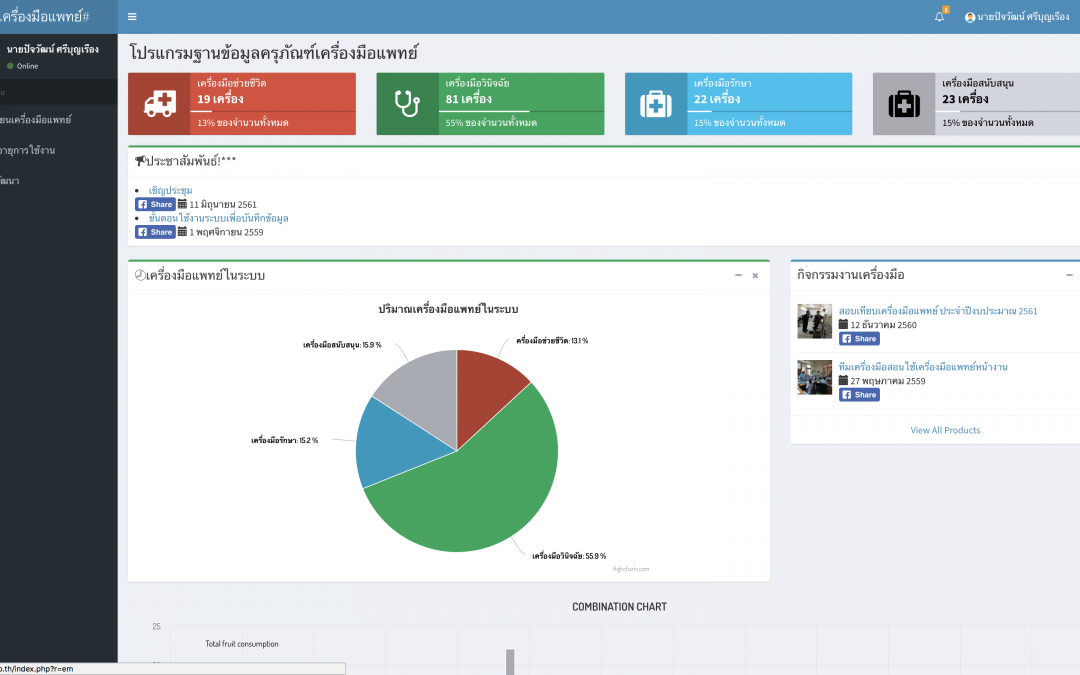 เครื่องมือแพทย์#
1
นายปัจวัฒน์ ศรีบุญเรือง
นายปัจวัฒน์ ศรีบุญเรือง
Online
โปรแกรมฐานข้อมูลครุภัณฑ์เครื่องมือแพทย์
เครื่องมือช่วยชีวิต
19 เครื่อง
13% ของจำนวนทั้งหมด
เครื่องมือวินิจฉัย
81 เครื่อง
55% ของจำนวนทั้งหมด
เครื่องมือรักษา
22 เครื่อง
15% ของจำนวนทั้งหมด
เครื่องมือสนับสนุน
23 เครื่อง
15% ของจำนวนทั้งหมด
ยนเครื่องมือแพทย์
อายุการใช้งาน
ัฒนา
ประชาสัมพันธ์!***
เชิญประชุม
Share 11 มิถุนายน 2561
ขั้นตอนใช้งานระบบเพื่อบันทึกข้อมูล
Share 1 พฤศจิกายน 2559
เครื่องมือแพทย์ในระบบ
ปริมาณเครื่องมือแพทย์ในระบบ
เครื่องมือสนับสนุน: 15.9 %
ครื่องมือช่วยชีวิต: 13.1 %
เครื่องมือรักษา: 15.2 %
เครื่องมือวินิจฉัย: 55.9 %
Highcharts.com
กิจกรรมงานเครื่องมือ
สอบเทียบเครื่องมือแพทย์ ประจำปีงบประมาณ 2561
12 ธันวาคม 2560
Share
ทีมเครื่องมือสอนใช้เครื่องมือแพทย์หน้างาน
27 พฤษภาคม 2559
Share
View All Products
COMBINATION CHART
25
Total fruit consumption
o.th/index.php?r=em